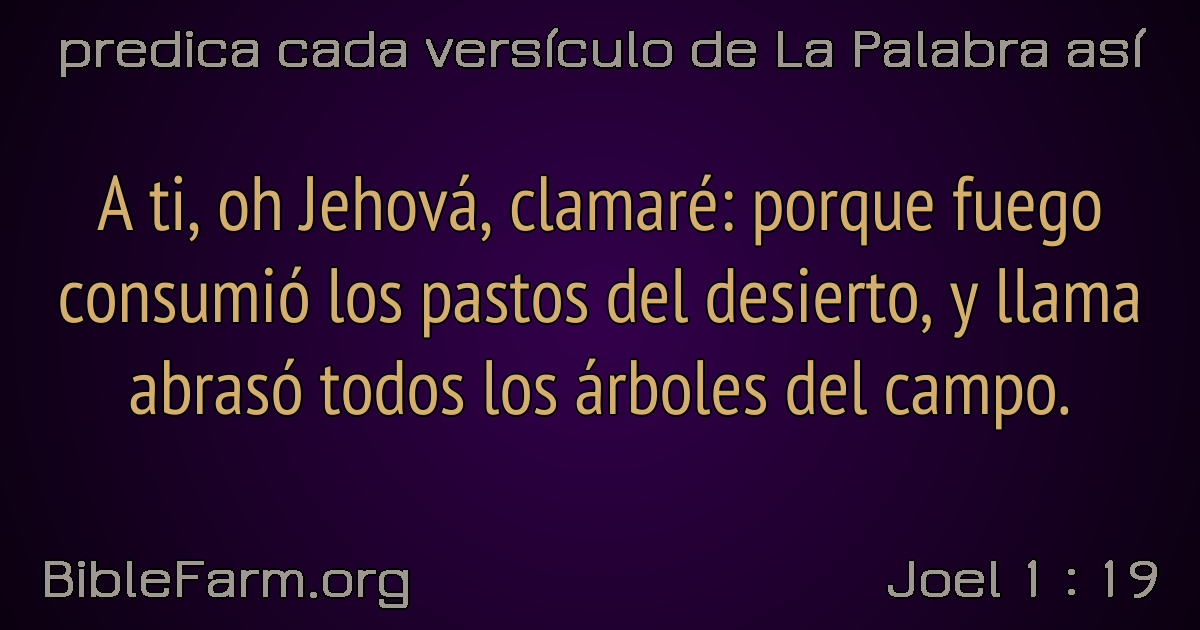 predica cada versículo de La Palabra así
A ti, oh Jehová, clamaré: porque fuego
consumió los pastos del desierto, y llama
abrasó todos los árboles del campo.
BibleFarm.org
Joel 1 : 19